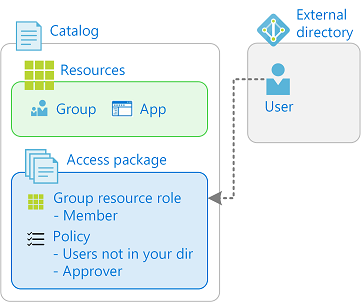 Catalog
Resources
Group
App
Access package
Group resource role
- Member
Policy
- Users not in your dir
- Approver
External
directory
User